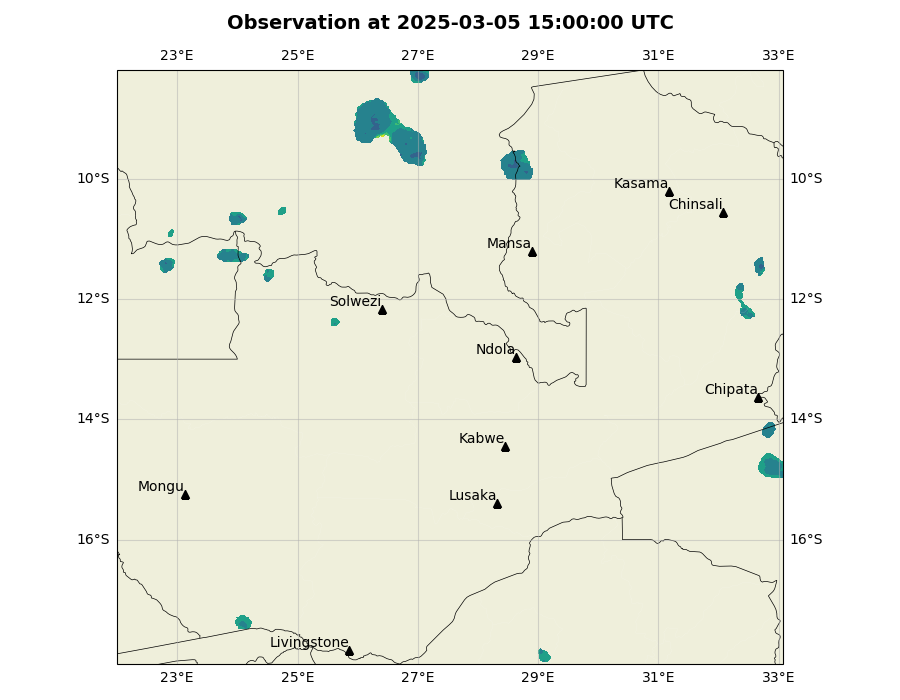 Observation at 2025-03-05 15:00:00 UTC
23°E 25°E 27°E 29°E 31°E 33°E
10°S 10°S
Kasama
Chinsali
Mansa
12°S 12°S
Solwezi
Ndola
Chipata
14°S 14°S
Kabwe
Mongu
Lusaka
16°S 16°S
Livingstone
23°E 25°E 27°E 29°E 31°E 33°E